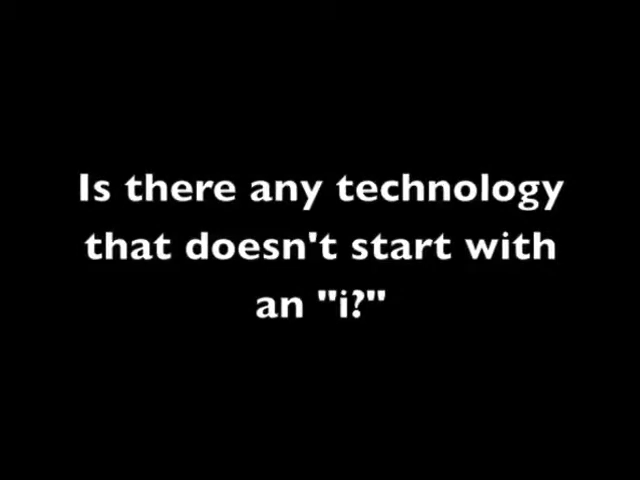 Is there any technology
that doesn't start with
an "i?"